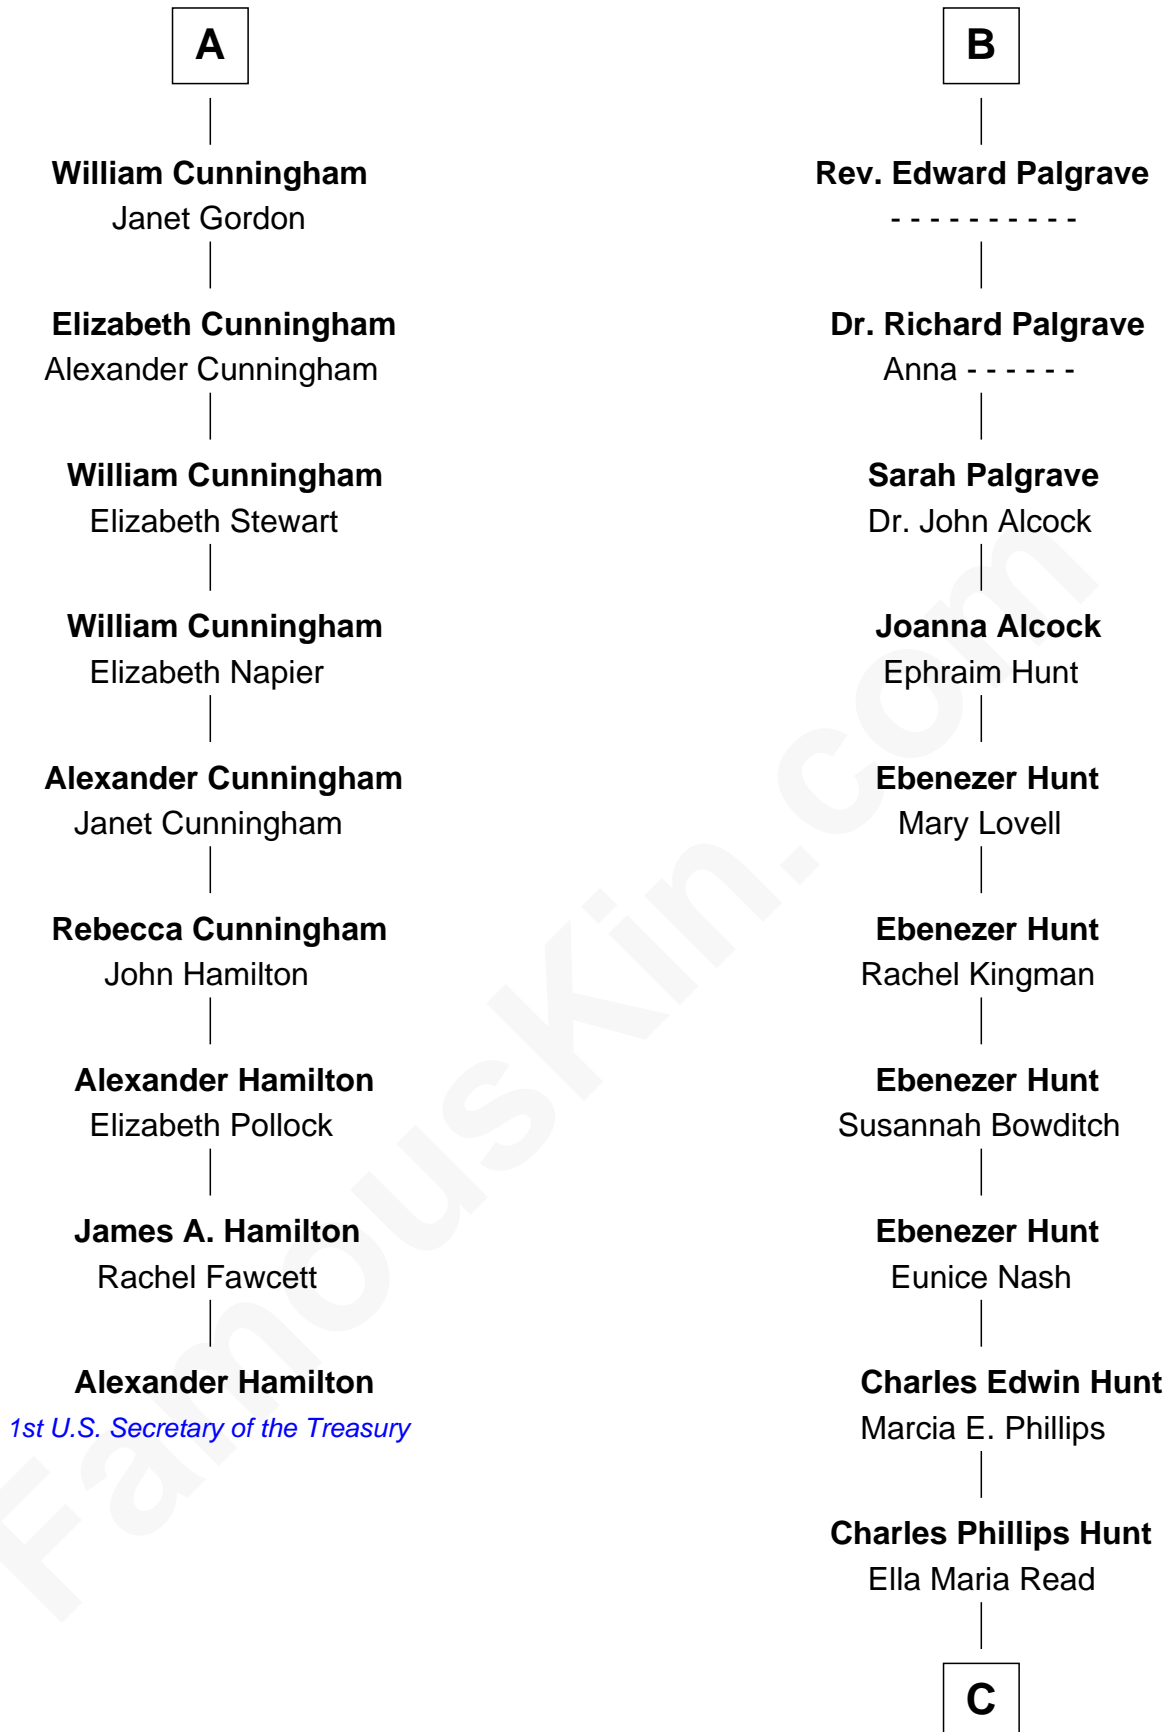 A
William Cunningham
Janet Gordon
Elizabeth Cunningham
Alexander Cunningham
William Cunningham
Elizabeth Stewart
William Cunningham
Elizabeth Napier
Alexander Cunningham
Janet Cunningham
Rebecca Cunningham
John Hamilton
Alexander Hamilton
Elizabeth Pollock
James A. Hamilton
Rachel Fawcett
Alexander Hamilton
1st U.S. Secretary of the Treasury
B
Rev. Edward Palgrave
- - - - - - - - - -
Dr. Richard Palgrave
Anna - - - - - -
Sarah Palgrave
Dr. John Alcock
Joanna Alcock
Ephraim Hunt
Ebenezer Hunt
Mary Lovell
Ebenezer Hunt
Rachel Kingman
Ebenezer Hunt
Susannah Bowditch
Ebenezer Hunt
Eunice Nash
Charles Edwin Hunt
Marcia E. Phillips
Charles Phillips Hunt
Ella Maria Read
C
FamousKin.com